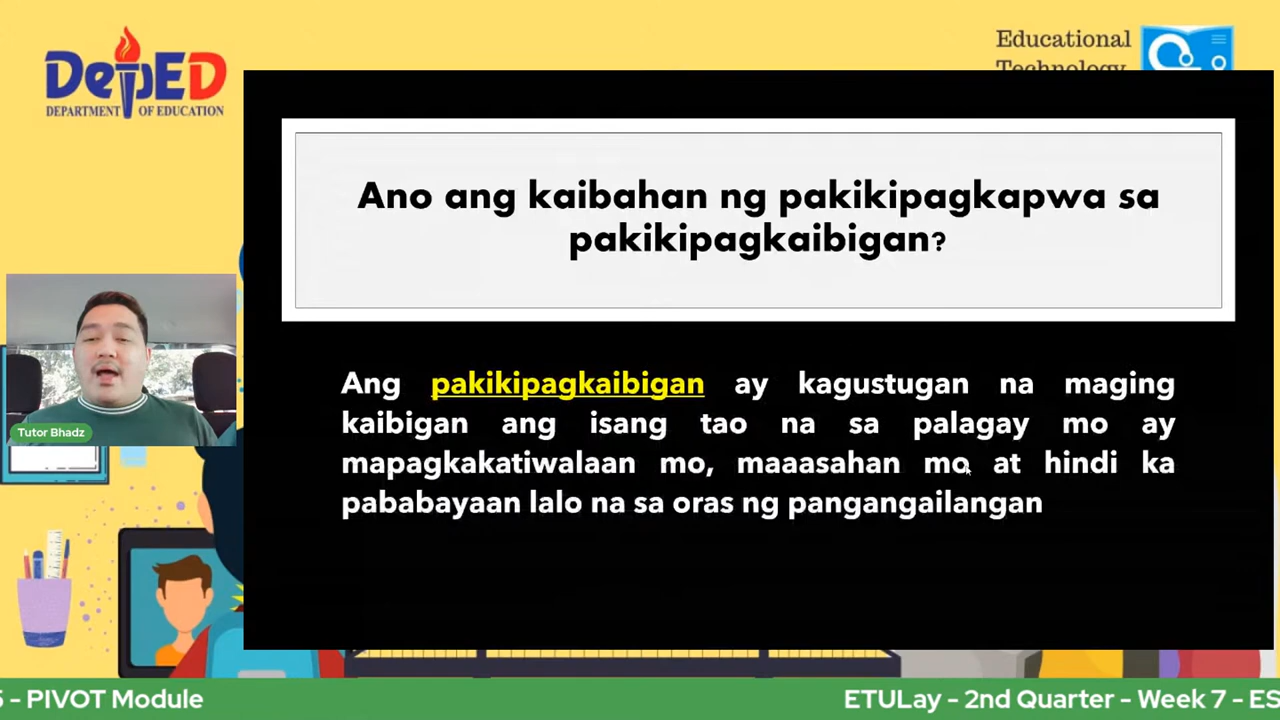 DepED
DEPARTMENT OF EDUCATION
Educational
Technology
Ano ang kaibahan ng pakikipagkapwa sa
pakikipagkaibigan?
Ang pakikipagkaibigan ay kagustugan na maging
kaibigan ang isang tao na sa palagay mo ay
mapagkakatiwalaan mo, maaasahan mo at hindi ka
pababayaan lalo na sa oras ng pangangailangan
Tutor Bhadz
- PIVOT Module
ETULay - 2nd Quarter - Week 7 - ES